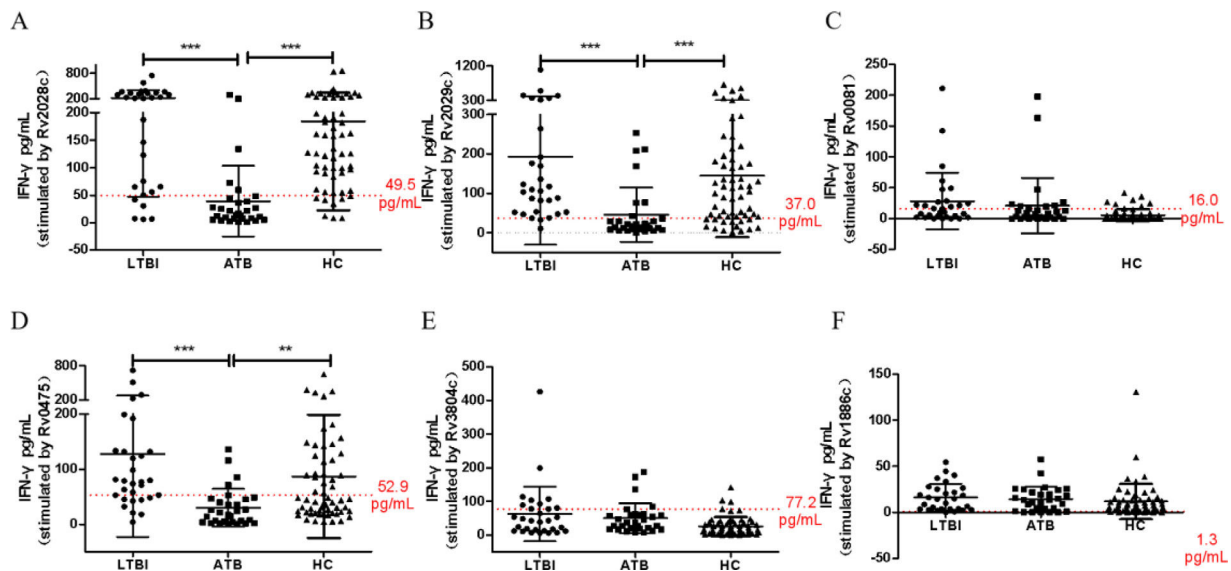 A
IFN-γ pg/mL
(stimulated by Rv2028c)
800
200
200
150
100
50
0
-50
***
***
49.5
pg/mL
LTBI
ATB
HC
B
IFN-γ pg/mL
(stimulated by Rv2029c)
1200
300
300
200
100
0
***
***
37.0
pg/mL
LTBI
ATB
HC
C
IFN-γ pg/mL
(stimulated by Rv0081)
250
200
150
100
50
0
-50
16.0
pg/mL
LTBI
ATB
HC
D
IFN-γ pg/mL
(stimulated by Rv0475)
800
200
200
100
0
***
**
52.9
pg/mL
LTBI
ATB
HC
E
IFN-γ pg/mL
(stimulated by Rv3804c)
500
400
300
200
100
0
77.2
pg/mL
LTBI
ATB
HC
F
IFN-γ pg/mL
(stimulated by Rv1886c)
150
100
50
0
-50
LTBI
ATB
HC
1.3
pg/mL